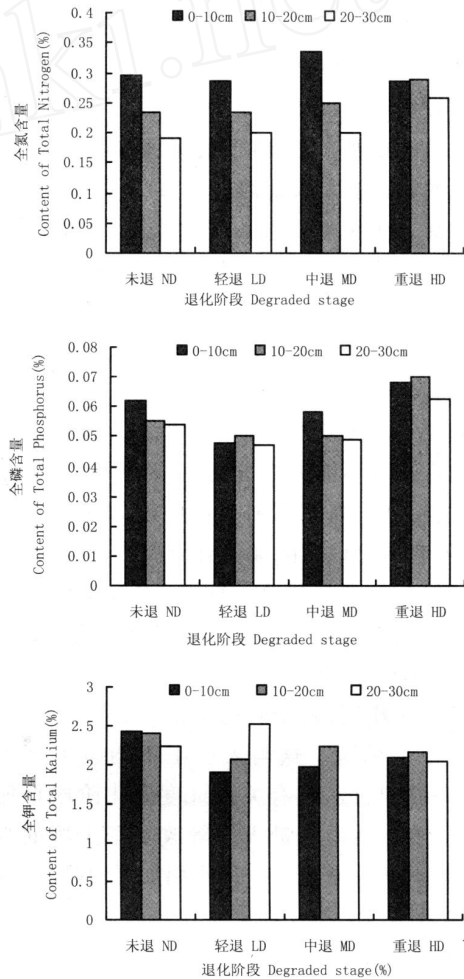 0-10cm 10-20cm 20-30cm
全氮含量
Content of Total Nitrogen(%)
0.4
0.35
0.3
0.25
0.2
0.15
0.1
0.05
0
未退 ND 轻退 LD 中退 MD 重退 HD
退化阶段 Degraded stage
0-10cm 10-20cm 20-30cm
全磷含量
Content of Total Phosphorus(%)
0.08
0.07
0.06
0.05
0.04
0.03
0.02
0.01
0
未退 ND 轻退 LD 中退 MD 重退 HD
退化阶段 Degraded stage
0-10cm 10-20cm 20-30cm
全钾含量
Content of Total Kalium(%)
3
2.5
2
1.5
1
0.5
0
未退 ND 轻退 LD 中退 MD 重退 HD
退化阶段 Degraded stage(%)